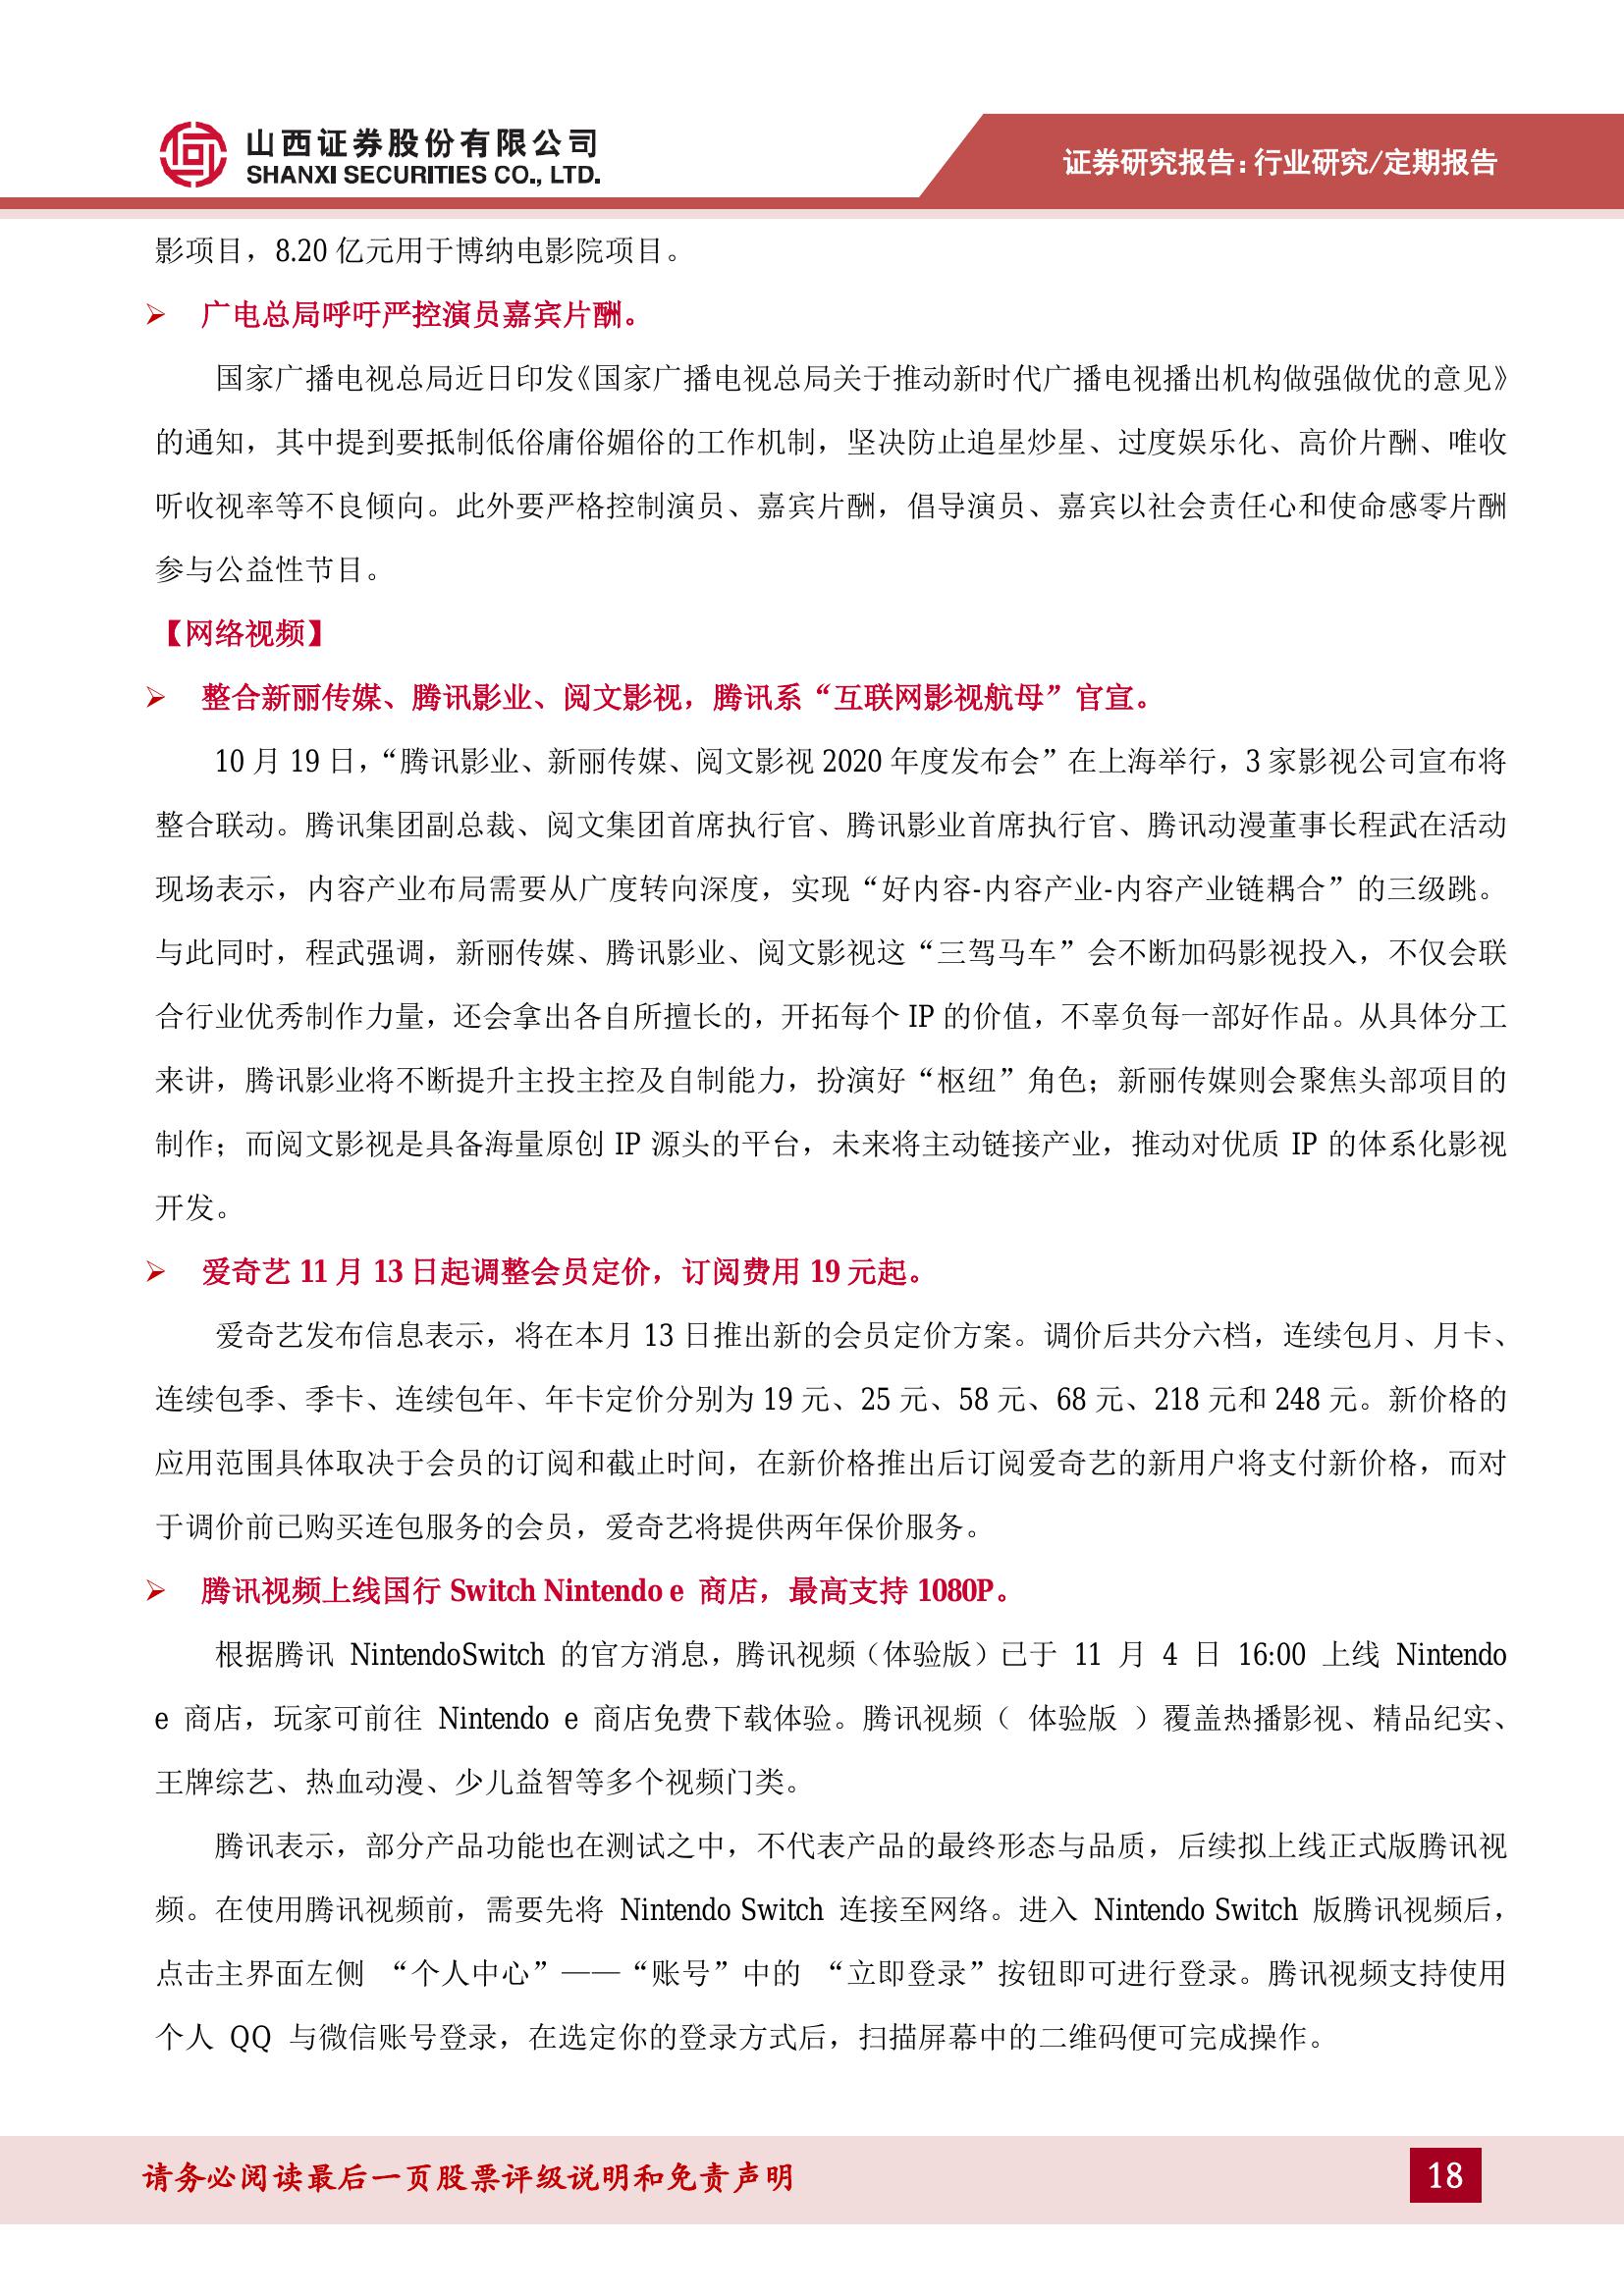 山西证券股份有限公司
SHANXI SECURITIES CO., LTD.
证券研究报告：行业研究/定期报告
影项目，8.20 亿元用于博纳电影院项目。
➢ 广电总局呼吁严控演员嘉宾片酬。
国家广播电视总局近日印发《国家广播电视总局关于推动新时代广播电视播出机构做强做优的意见》
的通知，其中提到要抵制低俗庸俗媚俗的工作机制，坚决防止追星炒星、过度娱乐化、高价片酬、唯收
听收视率等不良倾向。此外要严格控制演员、嘉宾片酬，倡导演员、嘉宾以社会责任心和使命感零片酬
参与公益性节目。
【网络视频】
➢ 整合新丽传媒、腾讯影业、阅文影视，腾讯系“互联网影视航母”官宣。
10 月 19 日，“腾讯影业、新丽传媒、阅文影视 2020 年度发布会”在上海举行，3 家影视公司宣布将
整合联动。腾讯集团副总裁、阅文集团首席执行官、腾讯影业首席执行官、腾讯动漫董事长程武在活动
现场表示，内容产业布局需要从广度转向深度，实现“好内容-内容产业-内容产业链耦合”的三级跳。
与此同时，程武强调，新丽传媒、腾讯影业、阅文影视这“三驾马车”会不断加码影视投入，不仅会联
合行业优秀制作力量，还会拿出各自所擅长的，开拓每个 IP 的价值，不辜负每一部好作品。从具体分工
来讲，腾讯影业将不断提升主投主控及自制能力，扮演好“枢纽”角色；新丽传媒则会聚焦头部项目的
制作；而阅文影视是具备海量原创 IP 源头的平台，未来将主动链接产业，推动对优质 IP 的体系化影视
开发。
➢ 爱奇艺 11 月 13 日起调整会员定价，订阅费用 19 元起。
爱奇艺发布信息表示，将在本月 13 日推出新的会员定价方案。调价后共分六档，连续包月、月卡、
连续包季、季卡、连续包年、年卡定价分别为 19 元、25 元、58 元、68 元、218 元和 248 元。新价格的
应用范围具体取决于会员的订阅和截止时间，在新价格推出后订阅爱奇艺的新用户将支付新价格，而对
于调价前已购买连包服务的会员，爱奇艺将提供两年保价服务。
➢ 腾讯视频上线国行 Switch Nintendo e 商店，最高支持 1080P。
根据腾讯 NintendoSwitch 的官方消息，腾讯视频（体验版）已于 11 月 4 日 16:00 上线 Nintendo
e 商店，玩家可前往 Nintendo e 商店免费下载体验。腾讯视频（ 体验版 ）覆盖热播影视、精品纪实、
王牌综艺、热血动漫、少儿益智等多个视频门类。
腾讯表示，部分产品功能也在测试之中，不代表产品的最终形态与品质，后续拟上线正式版腾讯视
频。在使用腾讯视频前，需要先将 Nintendo Switch 连接至网络。进入 Nintendo Switch 版腾讯视频后，
点击主界面左侧 “个人中心”——“账号”中的 “立即登录”按钮即可进行登录。腾讯视频支持使用
个人 QQ 与微信账号登录，在选定你的登录方式后，扫描屏幕中的二维码便可完成操作。
请务必阅读最后一页股票评级说明和免责声明
18